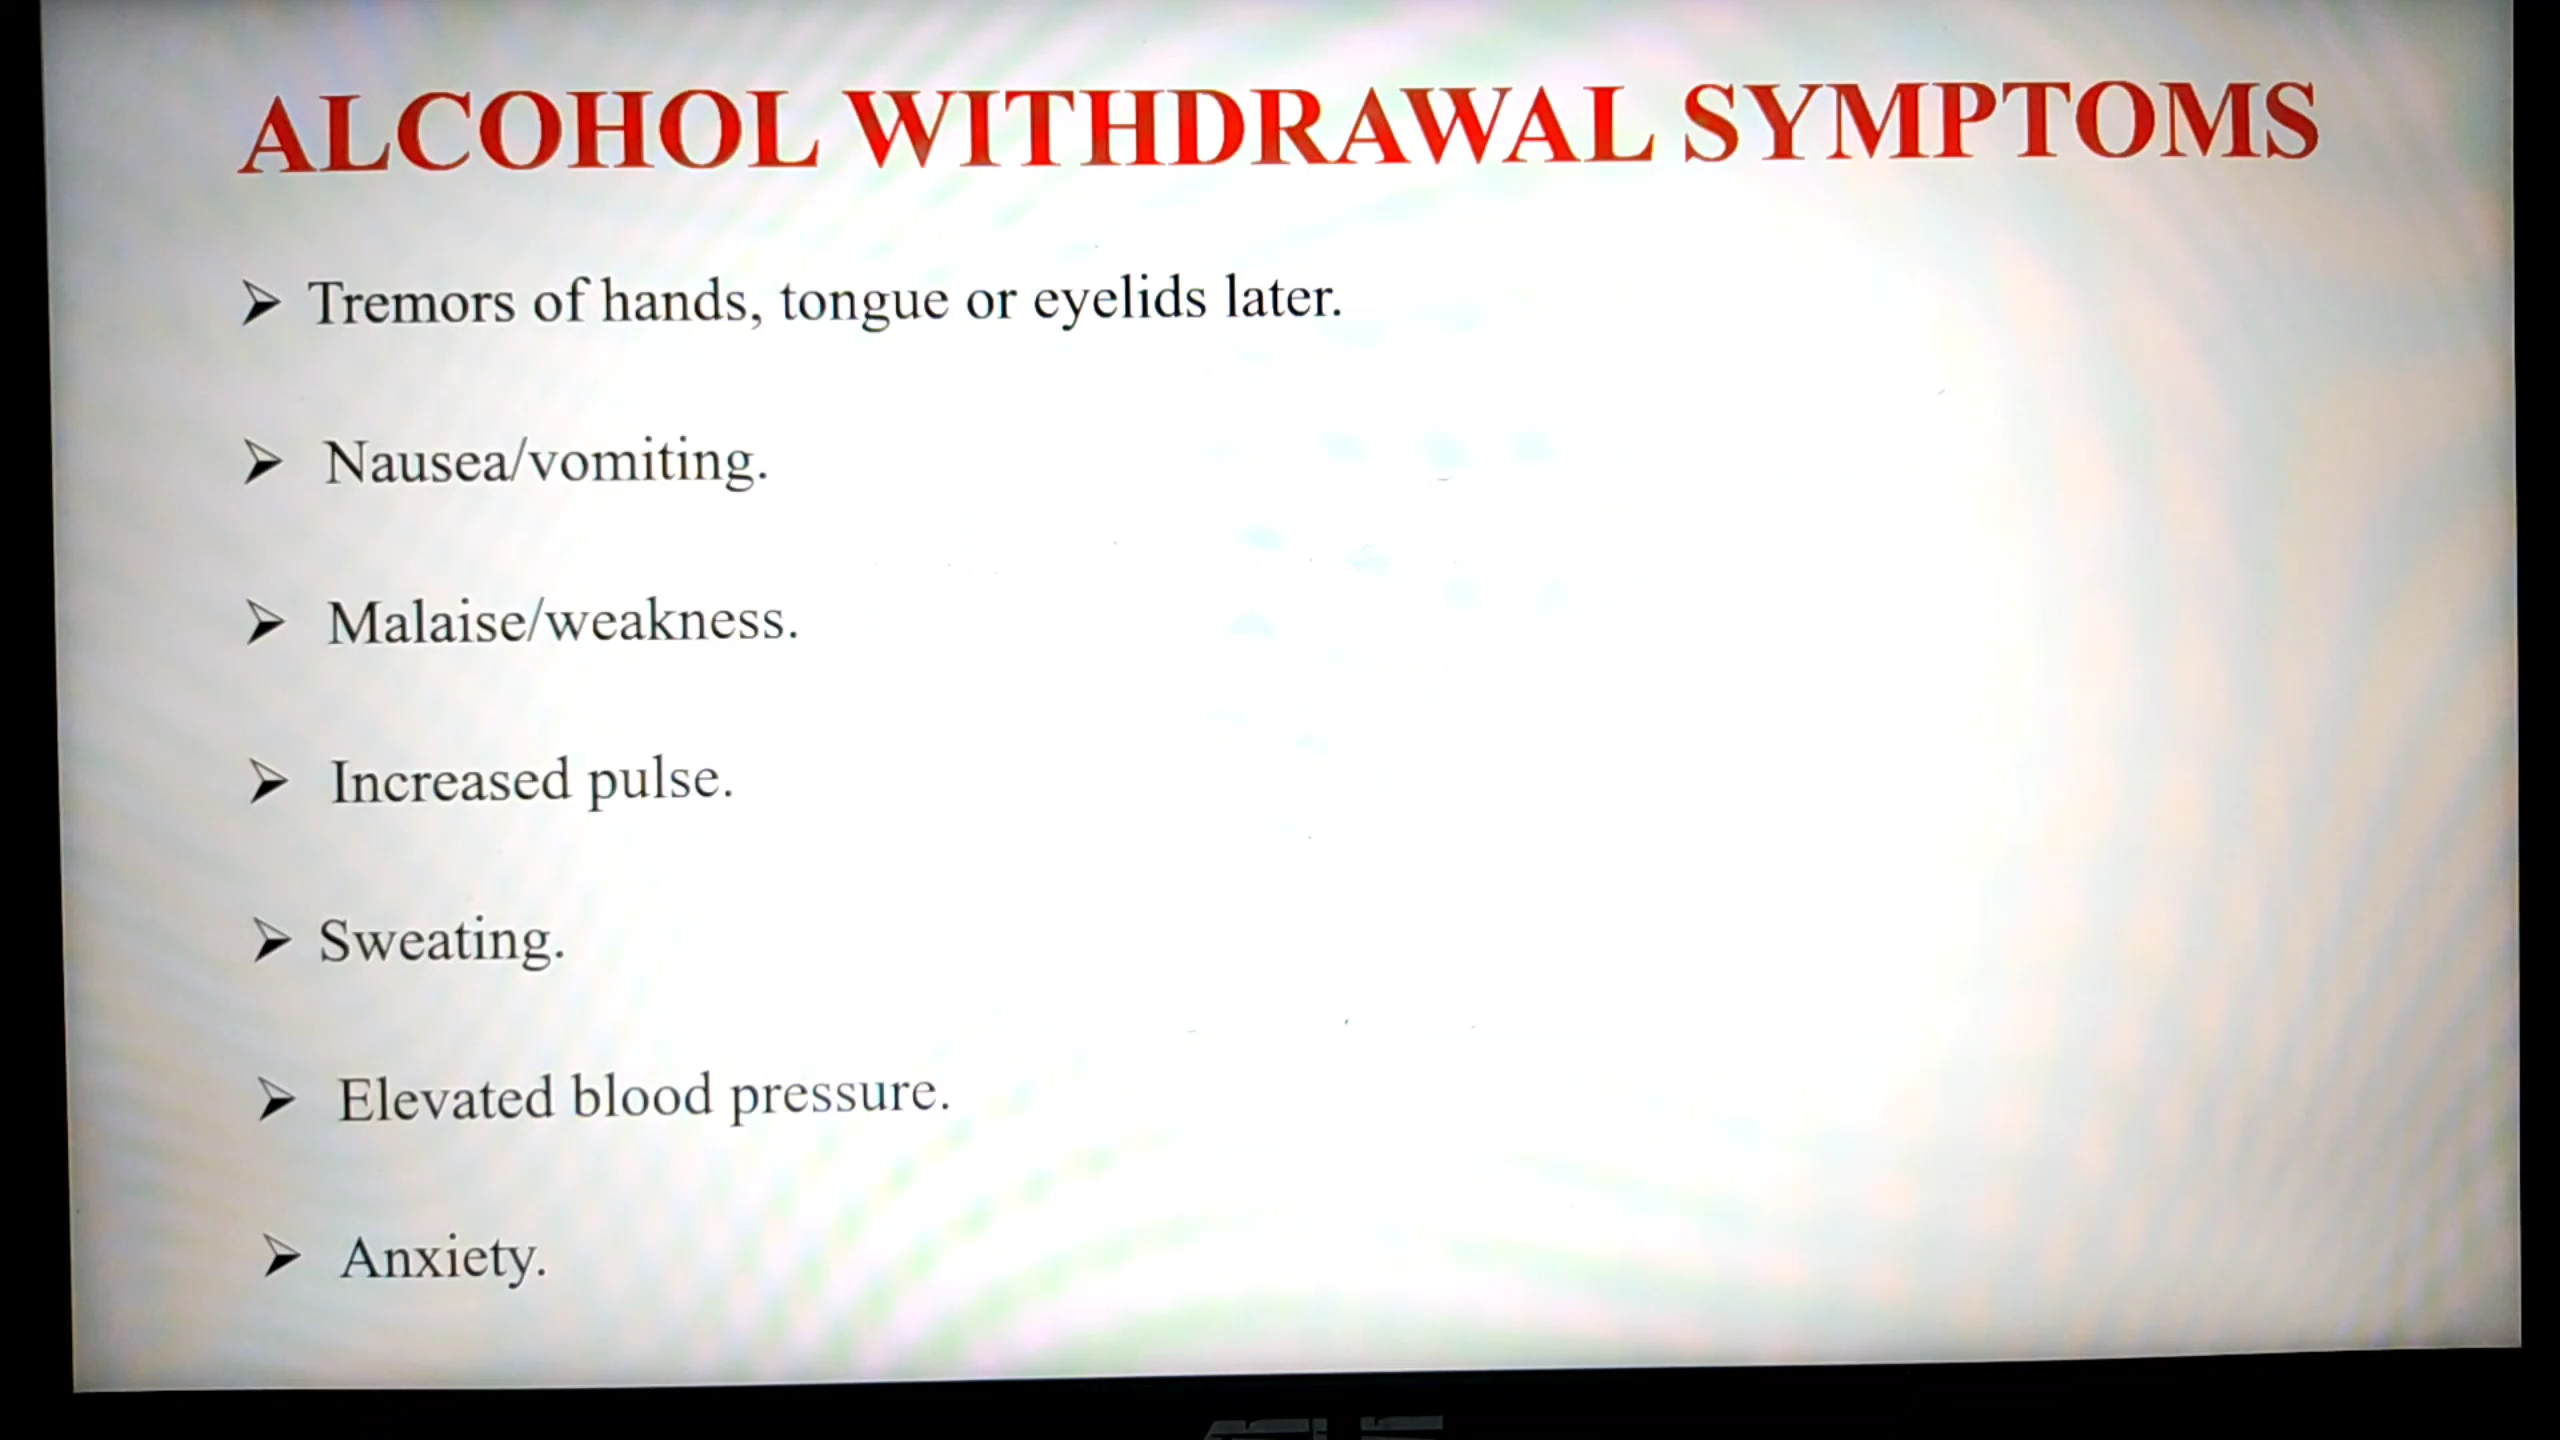 ALCOHOL WITHDRAWAL SYMPTOMS
➢ Tremors of hands, tongue or eyelids later.
➢ Nausea/vomiting.
➢ Malaise/weakness.
➢ Increased pulse.
➢ Sweating.
➢ Elevated blood pressure.
➢ Anxiety.